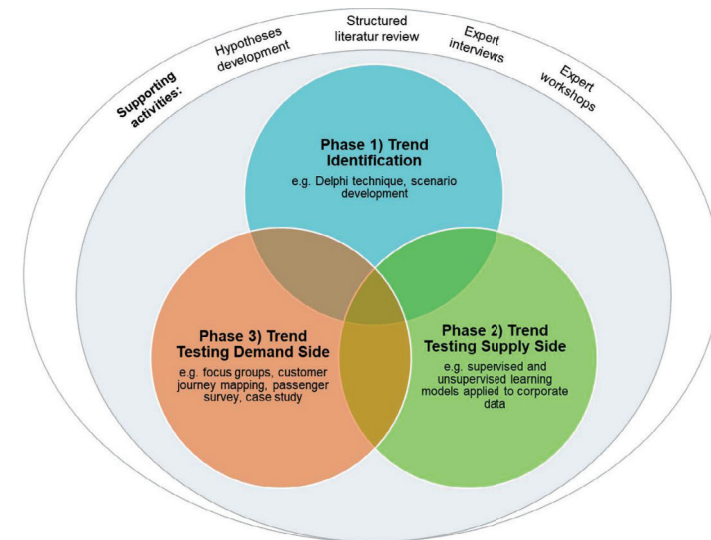 Supporting
activities:
Hypotheses
development
Structured
literatur review
Expert
interviews
Expert
workshops
Phase 1) Trend
Identification
e.g. Delphi technique, scenario
development
Phase 3) Trend
Testing Demand Side
e.g. focus groups, customer
journey mapping, passenger
survey, case study
Phase 2) Trend
Testing Supply Side
e.g. supervised and
unsupervised learning
models applied to corporate
data